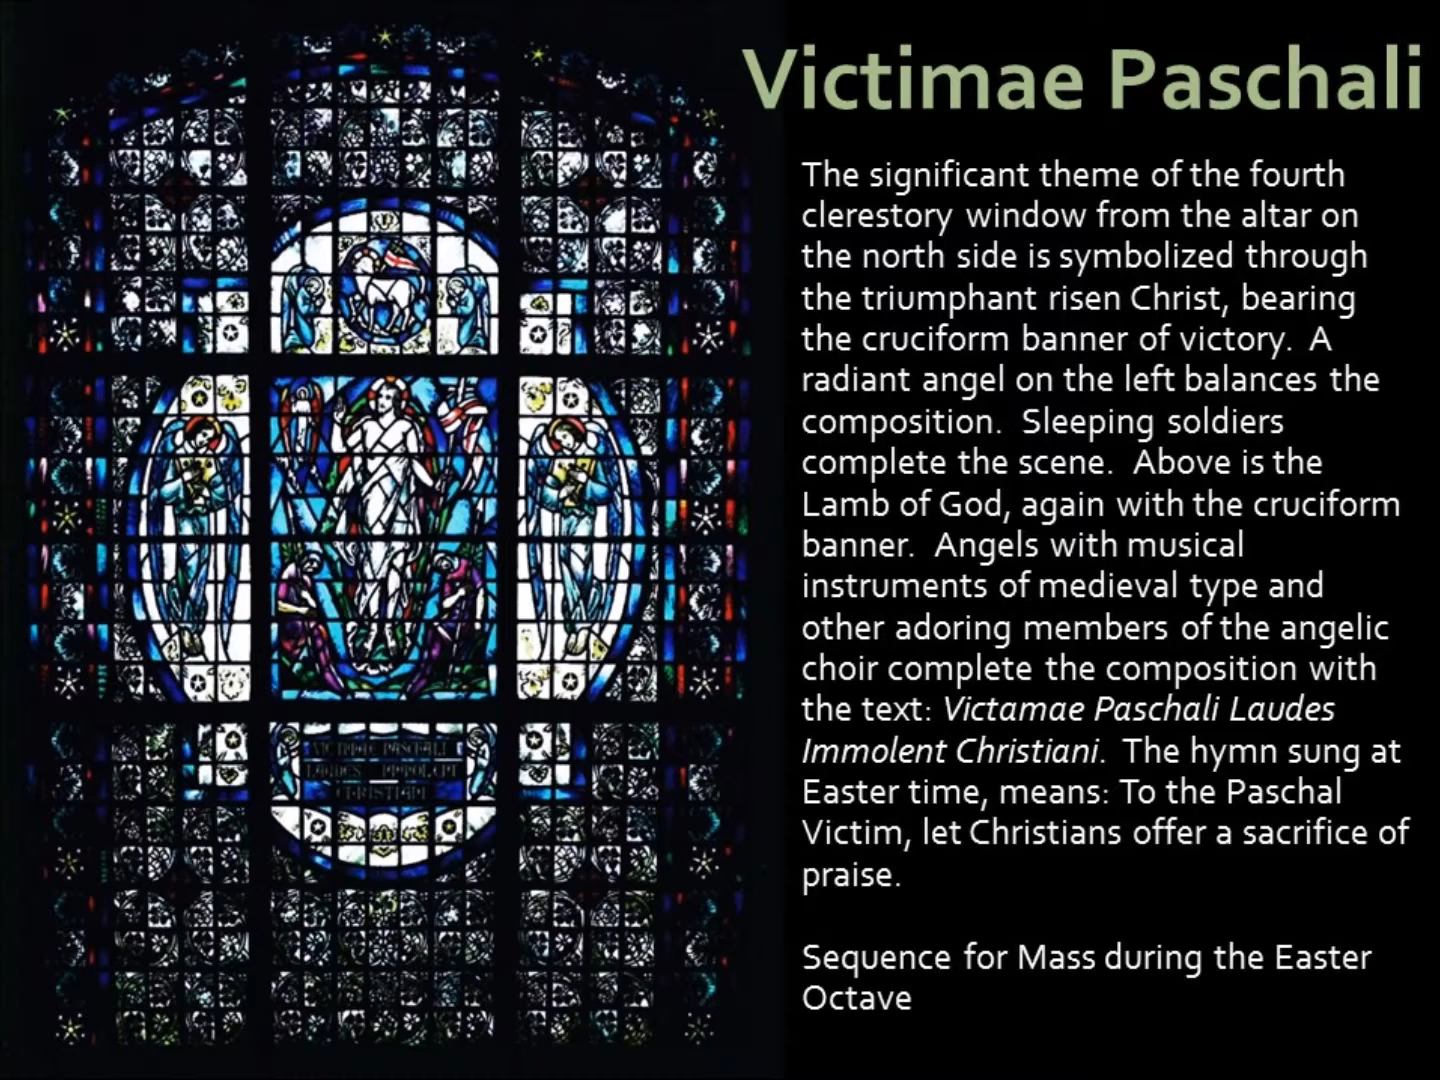 Victimae Paschali
The significant theme of the fourth
clerestory window from the altar on
the north side is symbolized through
the triumphant risen Christ, bearing
the cruciform banner of victory. A
radiant angel on the left balances the
composition. Sleeping soldiers
complete the scene. Above is the
Lamb of God, again with the cruciform
banner. Angels with musical
instruments of medieval type and
other adoring members of the angelic
choir complete the composition with
the text: Victamae Paschali Laudes
Immolent Christiani. The hymn sung at
Easter time, means: To the Paschal
Victim, let Christians offer a sacrifice of
praise.
Sequence for Mass during the Easter
Octave
VICTIMAE PASCHALI
LAUDES IMMOLENT
CHRISTIANI